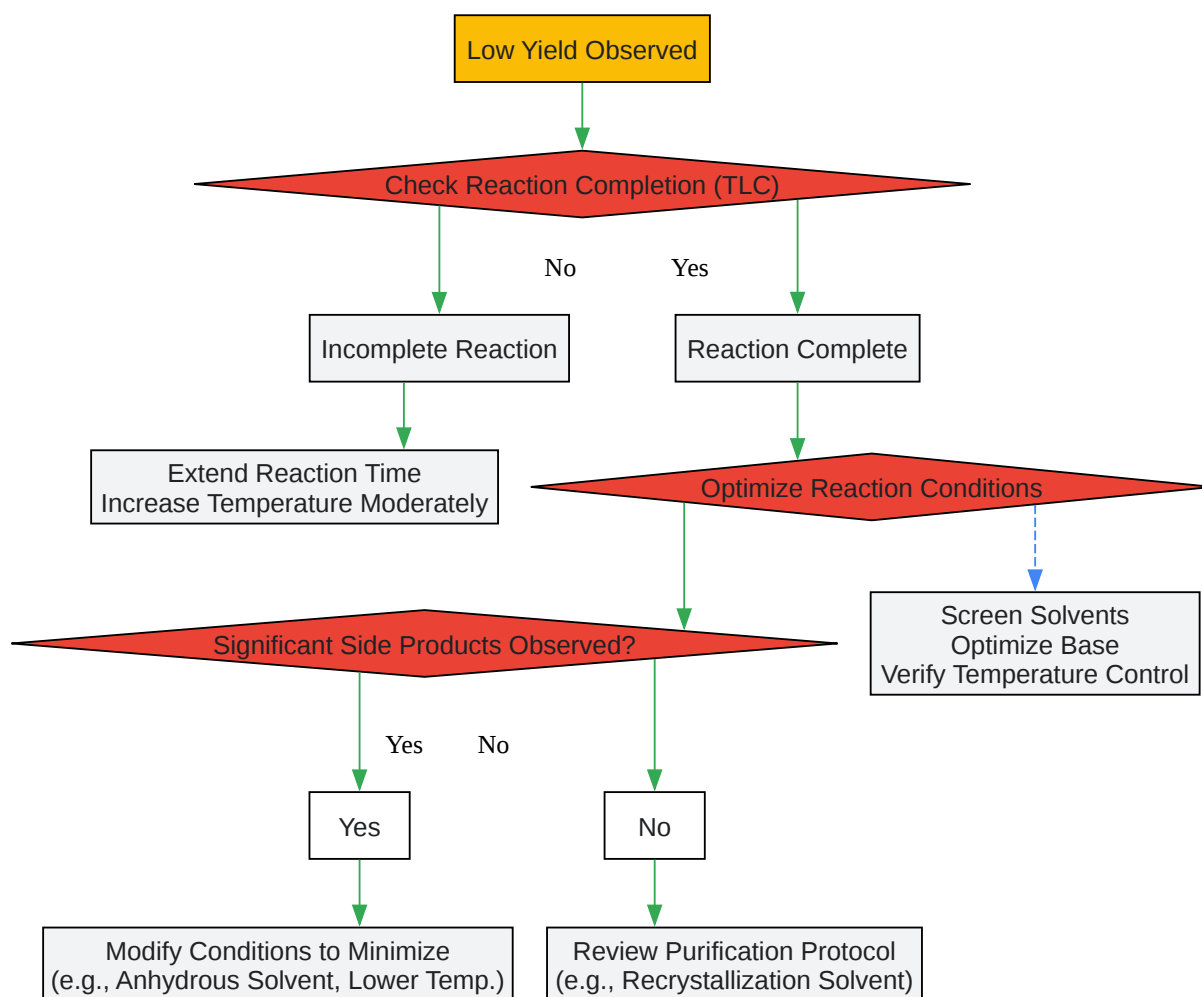 Low Yield Observed
Check Reaction Completion (TLC)
No
Yes
Incomplete Reaction
Reaction Complete
Extend Reaction Time
Increase Temperature Moderately
Optimize Reaction Conditions
Screen Solvents
Optimize Base
Verify Temperature Control
Significant Side Products Observed?
Yes
No
Yes
No
Modify Conditions to Minimize
(e.g., Anhydrous Solvent, Lower Temp.)
Review Purification Protocol
(e.g., Recrystallization Solvent)